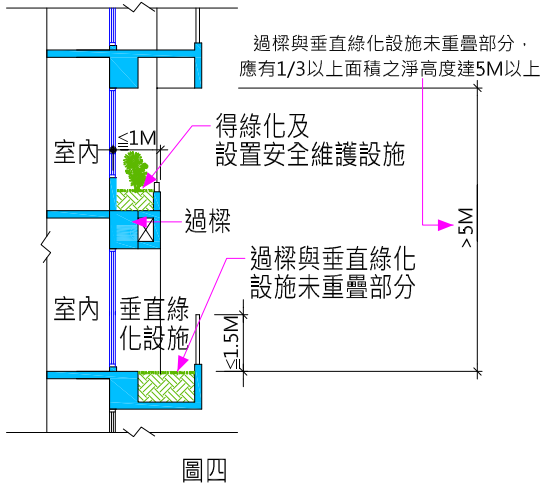 過樑與垂直綠化設施未重疊部分，
應有1/3以上面積之淨高度達5M以上
≦1M
室內
得綠化及
設置安全維護設施
過樑
>5M
過樑與垂直綠化
設施未重疊部分
室內
垂直綠
化設施
≦1.5M
圖四